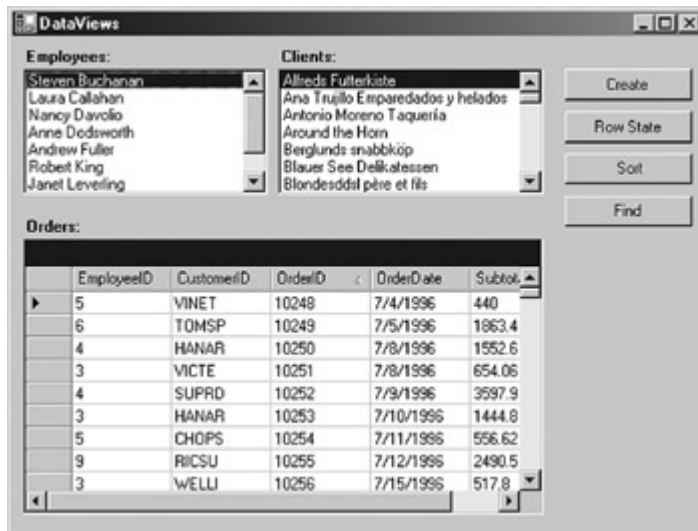 DataViews
Employees:
Steven Buchanan
Laura Callahan
Nancy Davolio
Anne Dodsworth
Andrew Fuller
Robert King
Janet Leverling
Clients:
Alfreds Futterkiste
Ana Trujillo Emparedados y helados
Antonio Moreno Taquería
Around the Horn
Berglunds snabbköp
Blauer See Delikatessen
Blondesddsl père et fils
Create
Row State
Sort
Find
Orders:
EmployeeID CustomerID OrderID OrderDate Subtot
5 VINET 10248 7/4/1996 440
6 TOMSP 10249 7/5/1996 1863.4
4 HANAR 10250 7/8/1996 1552.6
3 VICTE 10251 7/8/1996 654.06
4 SUPRD 10252 7/9/1996 3597.9
3 HANAR 10253 7/10/1996 1444.8
5 CHOPS 10254 7/11/1996 556.62
9 RICSU 10255 7/12/1996 2490.5
3 WELLI 10256 7/15/1996 517.8